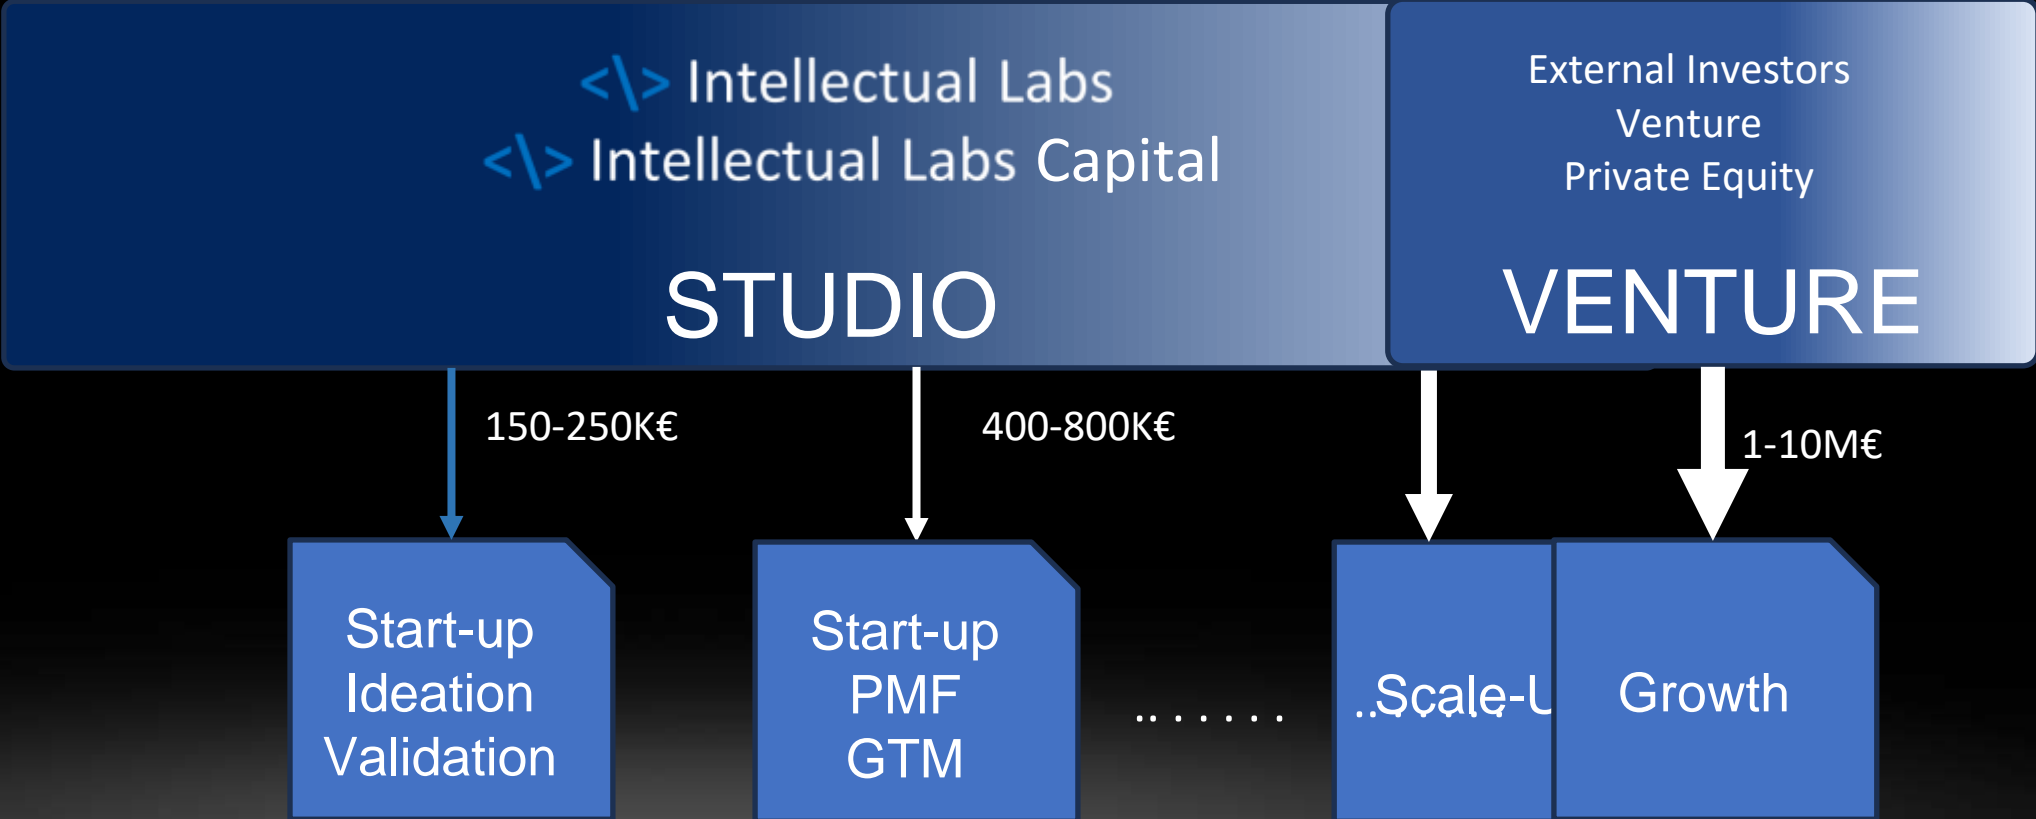 <\> Intellectual Labs
<\> Intellectual Labs Capital
STUDIO
External Investors
Venture
Private Equity
VENTURE
150-250K€
400-800K€
1-10M€
Start-up
Ideation
Validation
Start-up
PMF
GTM
.. . . . . .
Scale-U
.. . . . . .
Growth